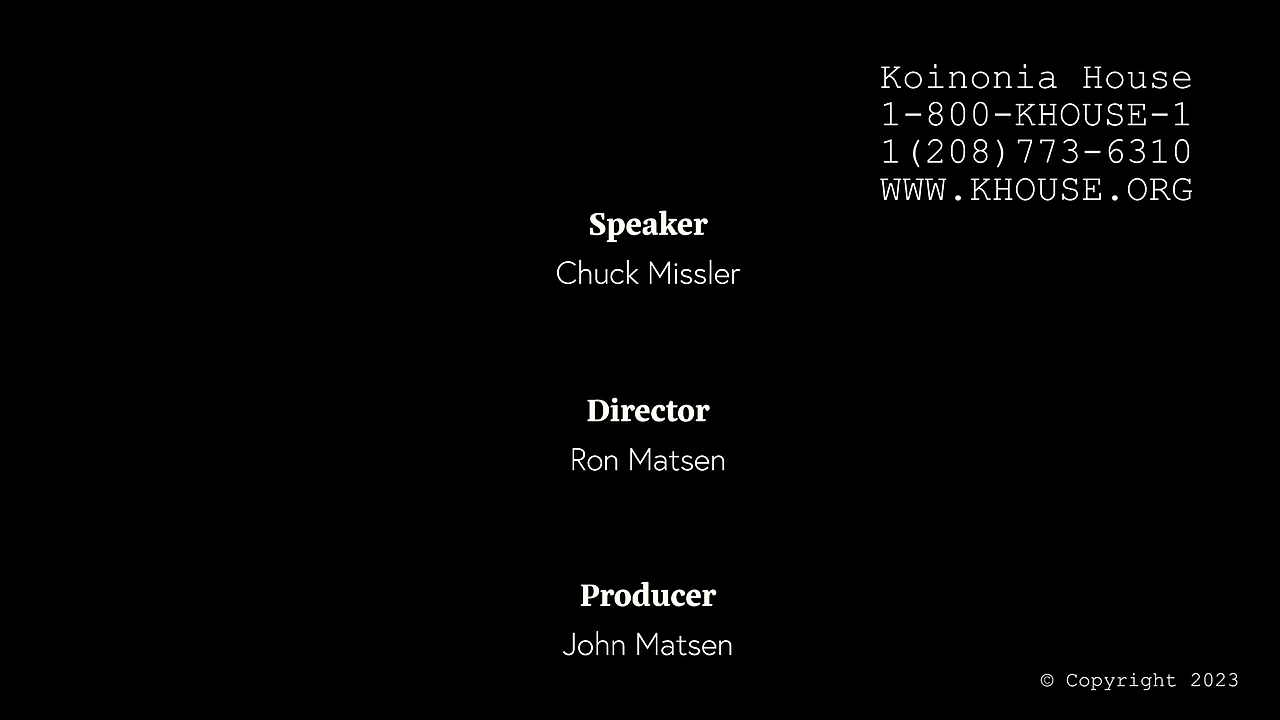 Koinonia House
1-800-KHOUSE-1
1(208)773-6310
WWW.KHOUSE.ORG
Speaker
Chuck Missler
Director
Ron Matsen
Producer
John Matsen
© Copyright 2023